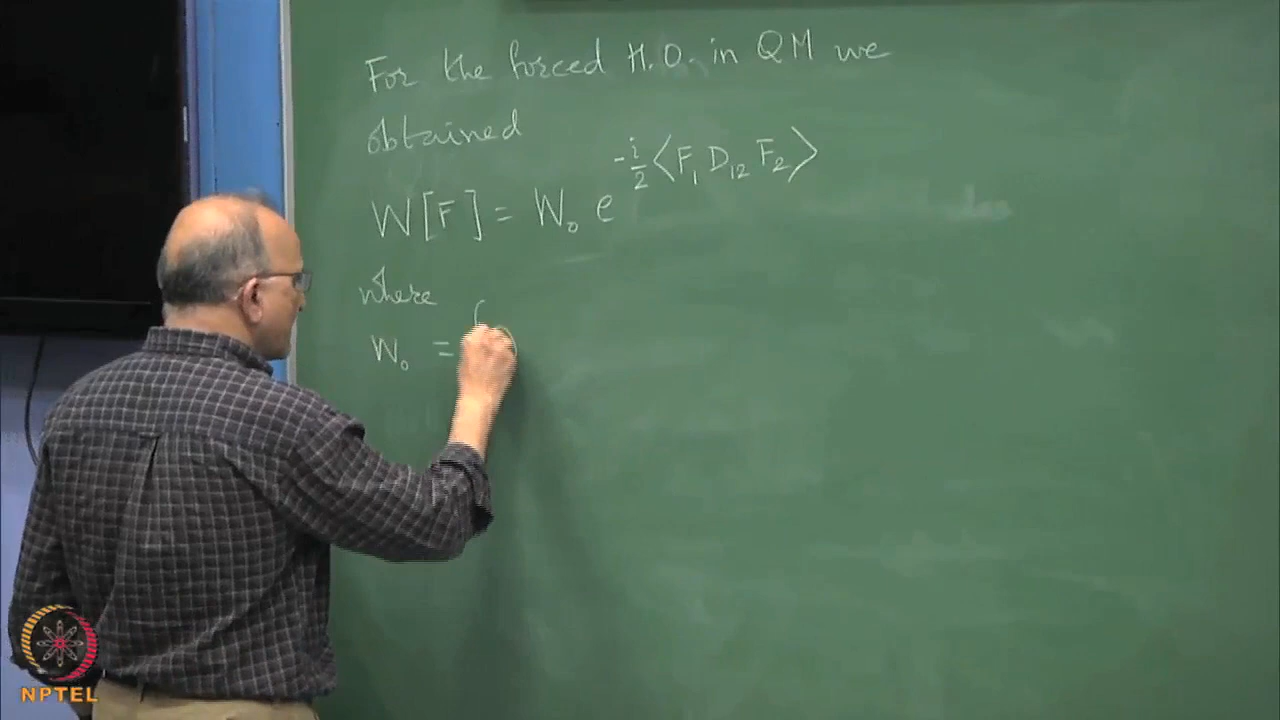 For the forced H.O. in QM we
obtained
W[F] = W₀ e^{-i/2 ⟨F₁ D₁₂ F₂⟩}
where
W₀ =
NPTEL